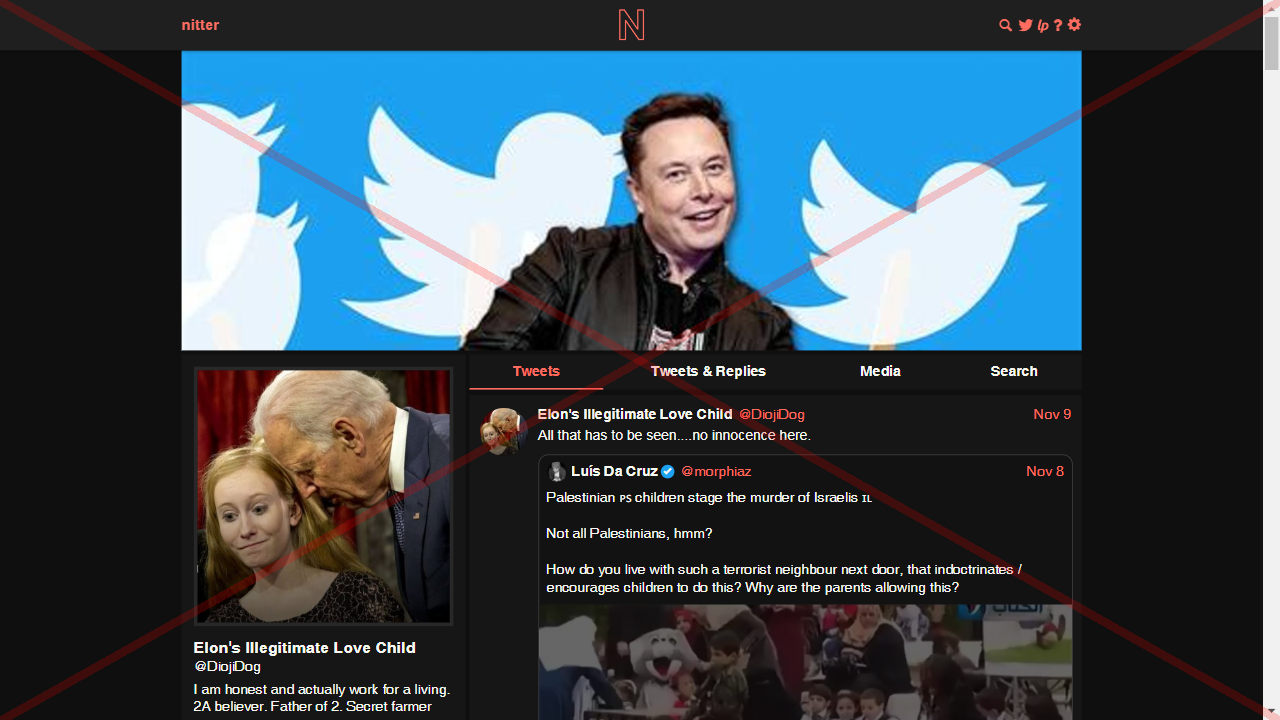 nitter
N
lp ?
Tweets Tweets & Replies Media Search
Elon's Illegitimate Love Child @DiojiDog Nov 9
All that has to be seen....no innocence here.
Luís Da Cruz @morphiaz Nov 8
Palestinian PS children stage the murder of Israelis IL
Not all Palestinians, hmm?
How do you live with such a terrorist neighbour next door, that indoctrinates /
encourages children to do this? Why are the parents allowing this?
Elon's Illegitimate Love Child
@DiojiDog
I am honest and actually work for a living.
2A believer. Father of 2. Secret farmer